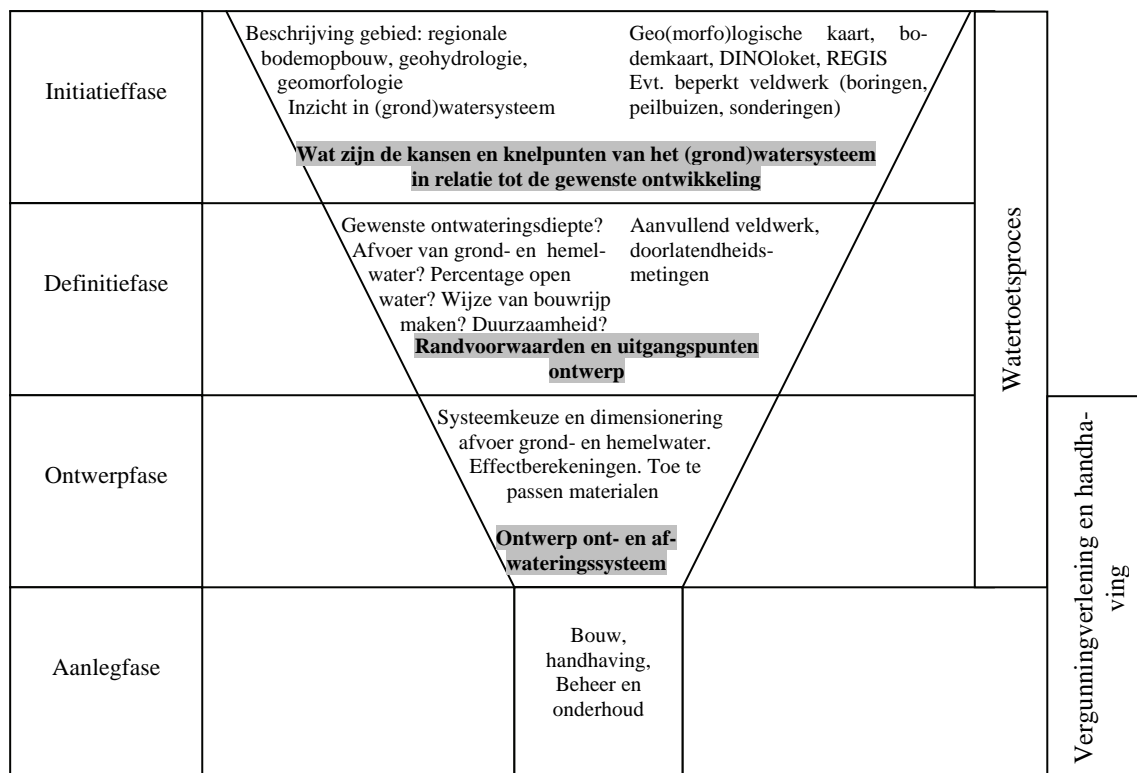 Initiatieffase
Beschrijving gebied: regionale
bodemopbouw, geohydrologie,
geomorfologie
Inzicht in (grond)watersysteem
Geo(morfo)logische kaart, bo-
demkaart, DINOloket, REGIS
Evt. beperkt veldwerk (boringen,
peilbuizen, sonderingen)
Wat zijn de kansen en knelpunten van het (grond)watersysteem
in relatie tot de gewenste ontwikkeling
Definitiefase
Gewenste ontwateringsdiepte?
Afvoer van grond- en hemel-
water? Percentage open
water? Wijze van bouwrijp
maken? Duurzaamheid?
Aanvullend veldwerk,
doorlatendheids-
metingen
Randvoorwaarden en uitgangspunten
ontwerp
Ontwerpfase
Systeemkeuze en dimensionering
afvoer grond- en hemelwater.
Effectberekeningen. Toe te
passen materialen
Ontwerp ont- en af-
wateringssysteem
Aanlegfase
Bouw,
handhaving,
Beheer en
onderhoud
Watertoetsproces
Vergunningverlening en handha-
ving